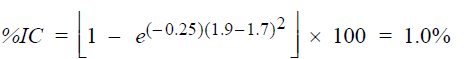 %IC = ⌊1 − e^(−0.25)(1.9−1.7)²⌋ × 100 = 1.0%